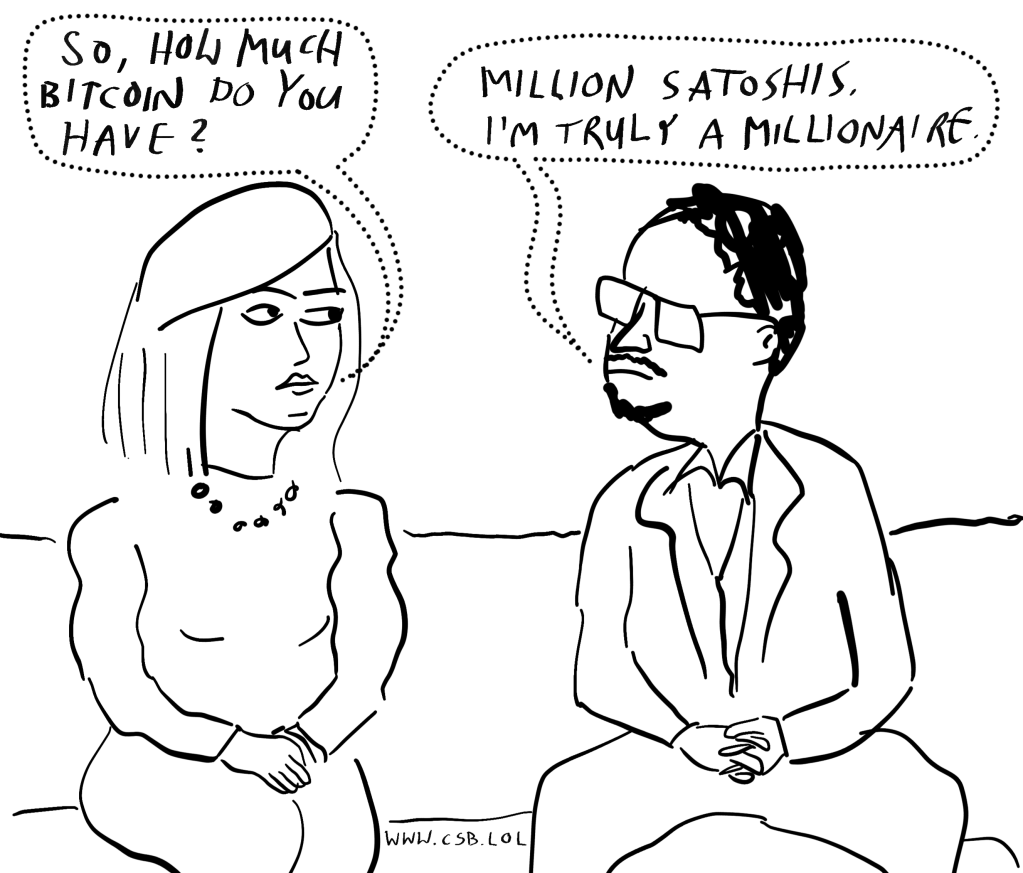 SO, HOW MUCH
BITCOIN DO YOU
HAVE?
MILLION SATOSHIS.
I'M TRULY A MILLIONAIRE.
WWW.CSB.LOL